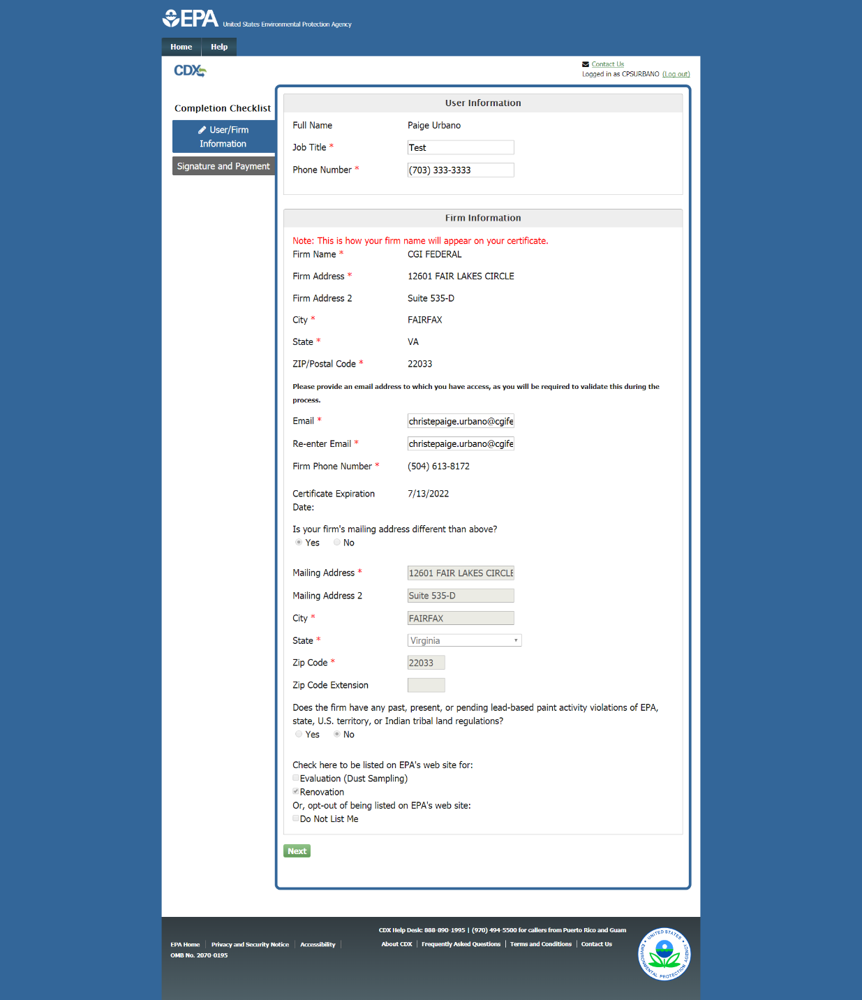 EPA United States Environmental Protection Agency
Home Help
CDX
Contact Us
Logged in as CPSURBANO (Log out)
Completion Checklist
User/Firm
Information
Signature and Payment
User Information
Full Name Paige Urbano
Job Title * Test
Phone Number * (703) 333-3333
Firm Information
Note: This is how your firm name will appear on your certificate.
Firm Name * CGI FEDERAL
Firm Address * 12601 FAIR LAKES CIRCLE
Firm Address 2 Suite 535-D
City * FAIRFAX
State * VA
ZIP/Postal Code * 22033
Please provide an email address to which you have access, as you will be required to validate this during the
process.
Email * christepaige.urbano@cgife
Re-enter Email * christepaige.urbano@cgife
Firm Phone Number * (504) 613-8172
Certificate Expiration 7/13/2022
Date:
Is your firm's mailing address different than above?
Yes No
Mailing Address * 12601 FAIR LAKES CIRCLE
Mailing Address 2 Suite 535-D
City * FAIRFAX
State * Virginia
Zip Code * 22033
Zip Code Extension
Does the firm have any past, present, or pending lead-based paint activity violations of EPA,
state, U.S. territory, or Indian tribal land regulations?
Yes No
Check here to be listed on EPA's web site for:
Evaluation (Dust Sampling)
Renovation
Or, opt-out of being listed on EPA's web site:
Do Not List Me
Next
CDX Help Desk: 888-890-1995 | (970) 494-5500 for callers from Puerto Rico and Guam
EPA Home | Privacy and Security Notice | Accessibility | About CDX | Frequently Asked Questions | Terms and Conditions | Contact Us
OMB No. 2070-0195
UNITED STATES
ENVIRONMENTAL PROTECTION AGENCY